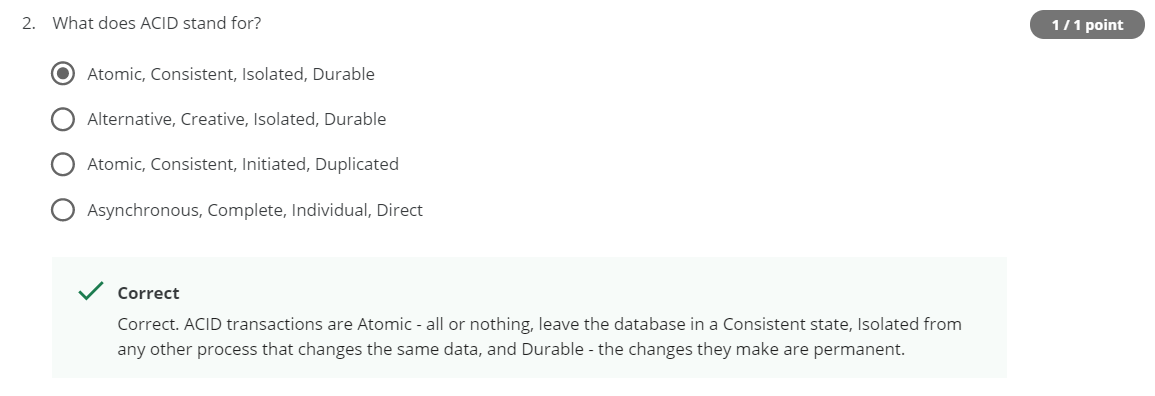 2. What does ACID stand for?
1 / 1 point
Atomic, Consistent, Isolated, Durable
Alternative, Creative, Isolated, Durable
Atomic, Consistent, Initiated, Duplicated
Asynchronous, Complete, Individual, Direct
Correct
Correct. ACID transactions are Atomic - all or nothing, leave the database in a Consistent state, Isolated from
any other process that changes the same data, and Durable - the changes they make are permanent.